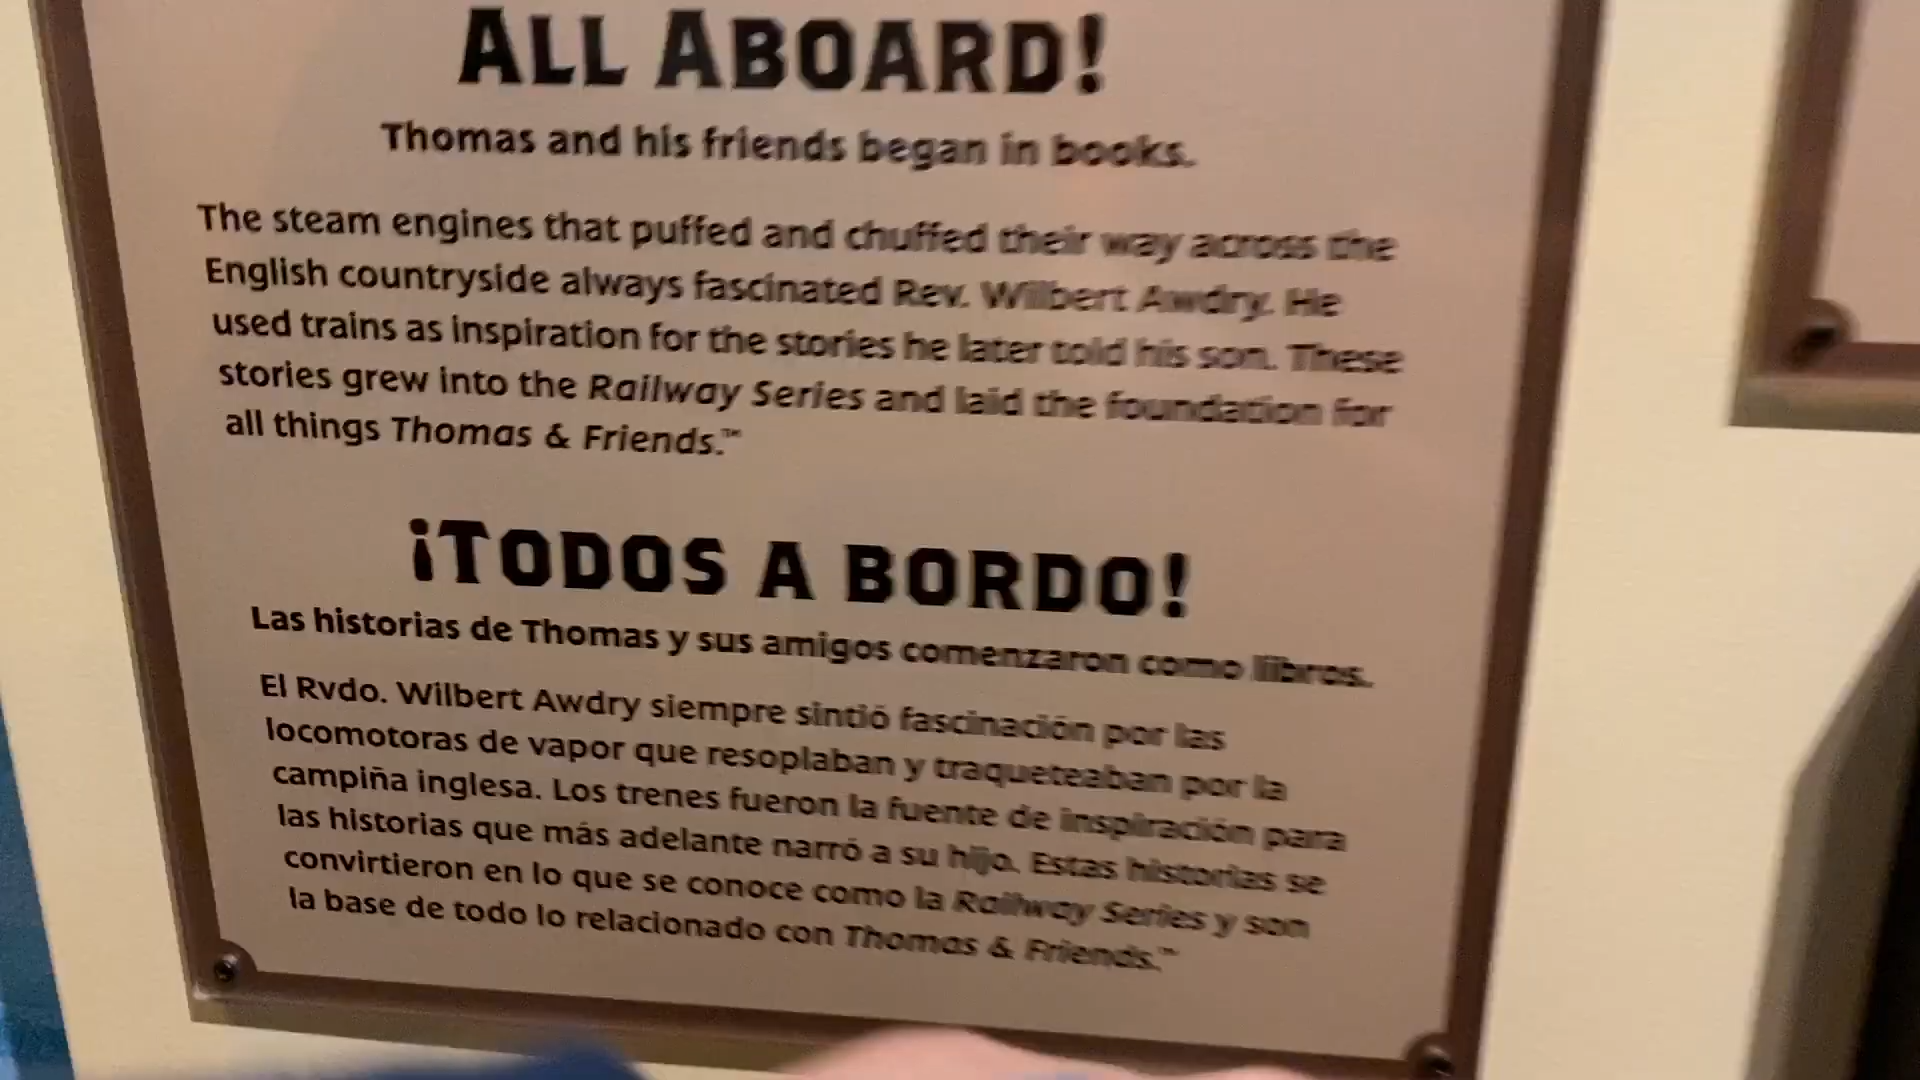 ALL ABOARD!
Thomas and his friends began in books.
The steam engines that puffed and chuffed their way across the
English countryside always fascinated Rev. Wilbert Awdry. He
used trains as inspiration for the stories he later told his son. These
stories grew into the Railway Series and laid the foundation for
all things Thomas & Friends.™
¡TODOS A BORDO!
Las historias de Thomas y sus amigos comenzaron como libros.
El Rvdo. Wilbert Awdry siempre sintió fascinación por las
locomotoras de vapor que resoplaban y traqueteaban por la
campiña inglesa. Los trenes fueron la fuente de inspiración para
las historias que más adelante narró a su hijo. Estas historias se
convirtieron en lo que se conoce como la Railway Series y son
la base de todo lo relacionado con Thomas & Friends.™